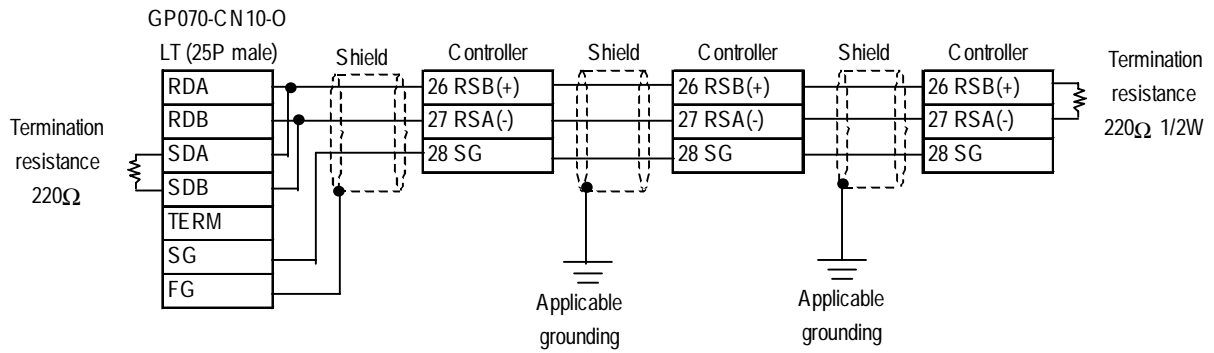 GP070-CN10-O
LT (25P male)
Shield
Controller
Shield
Controller
Shield
Controller
Termination
resistance
220Ω 1/2W
RDA
RDB
SDA
SDB
TERM
SG
FG
Termination
resistance
220Ω
26 RSB(+)
27 RSA(-)
28 SG
26 RSB(+)
27 RSA(-)
28 SG
26 RSB(+)
27 RSA(-)
28 SG
Applicable
grounding
Applicable
grounding